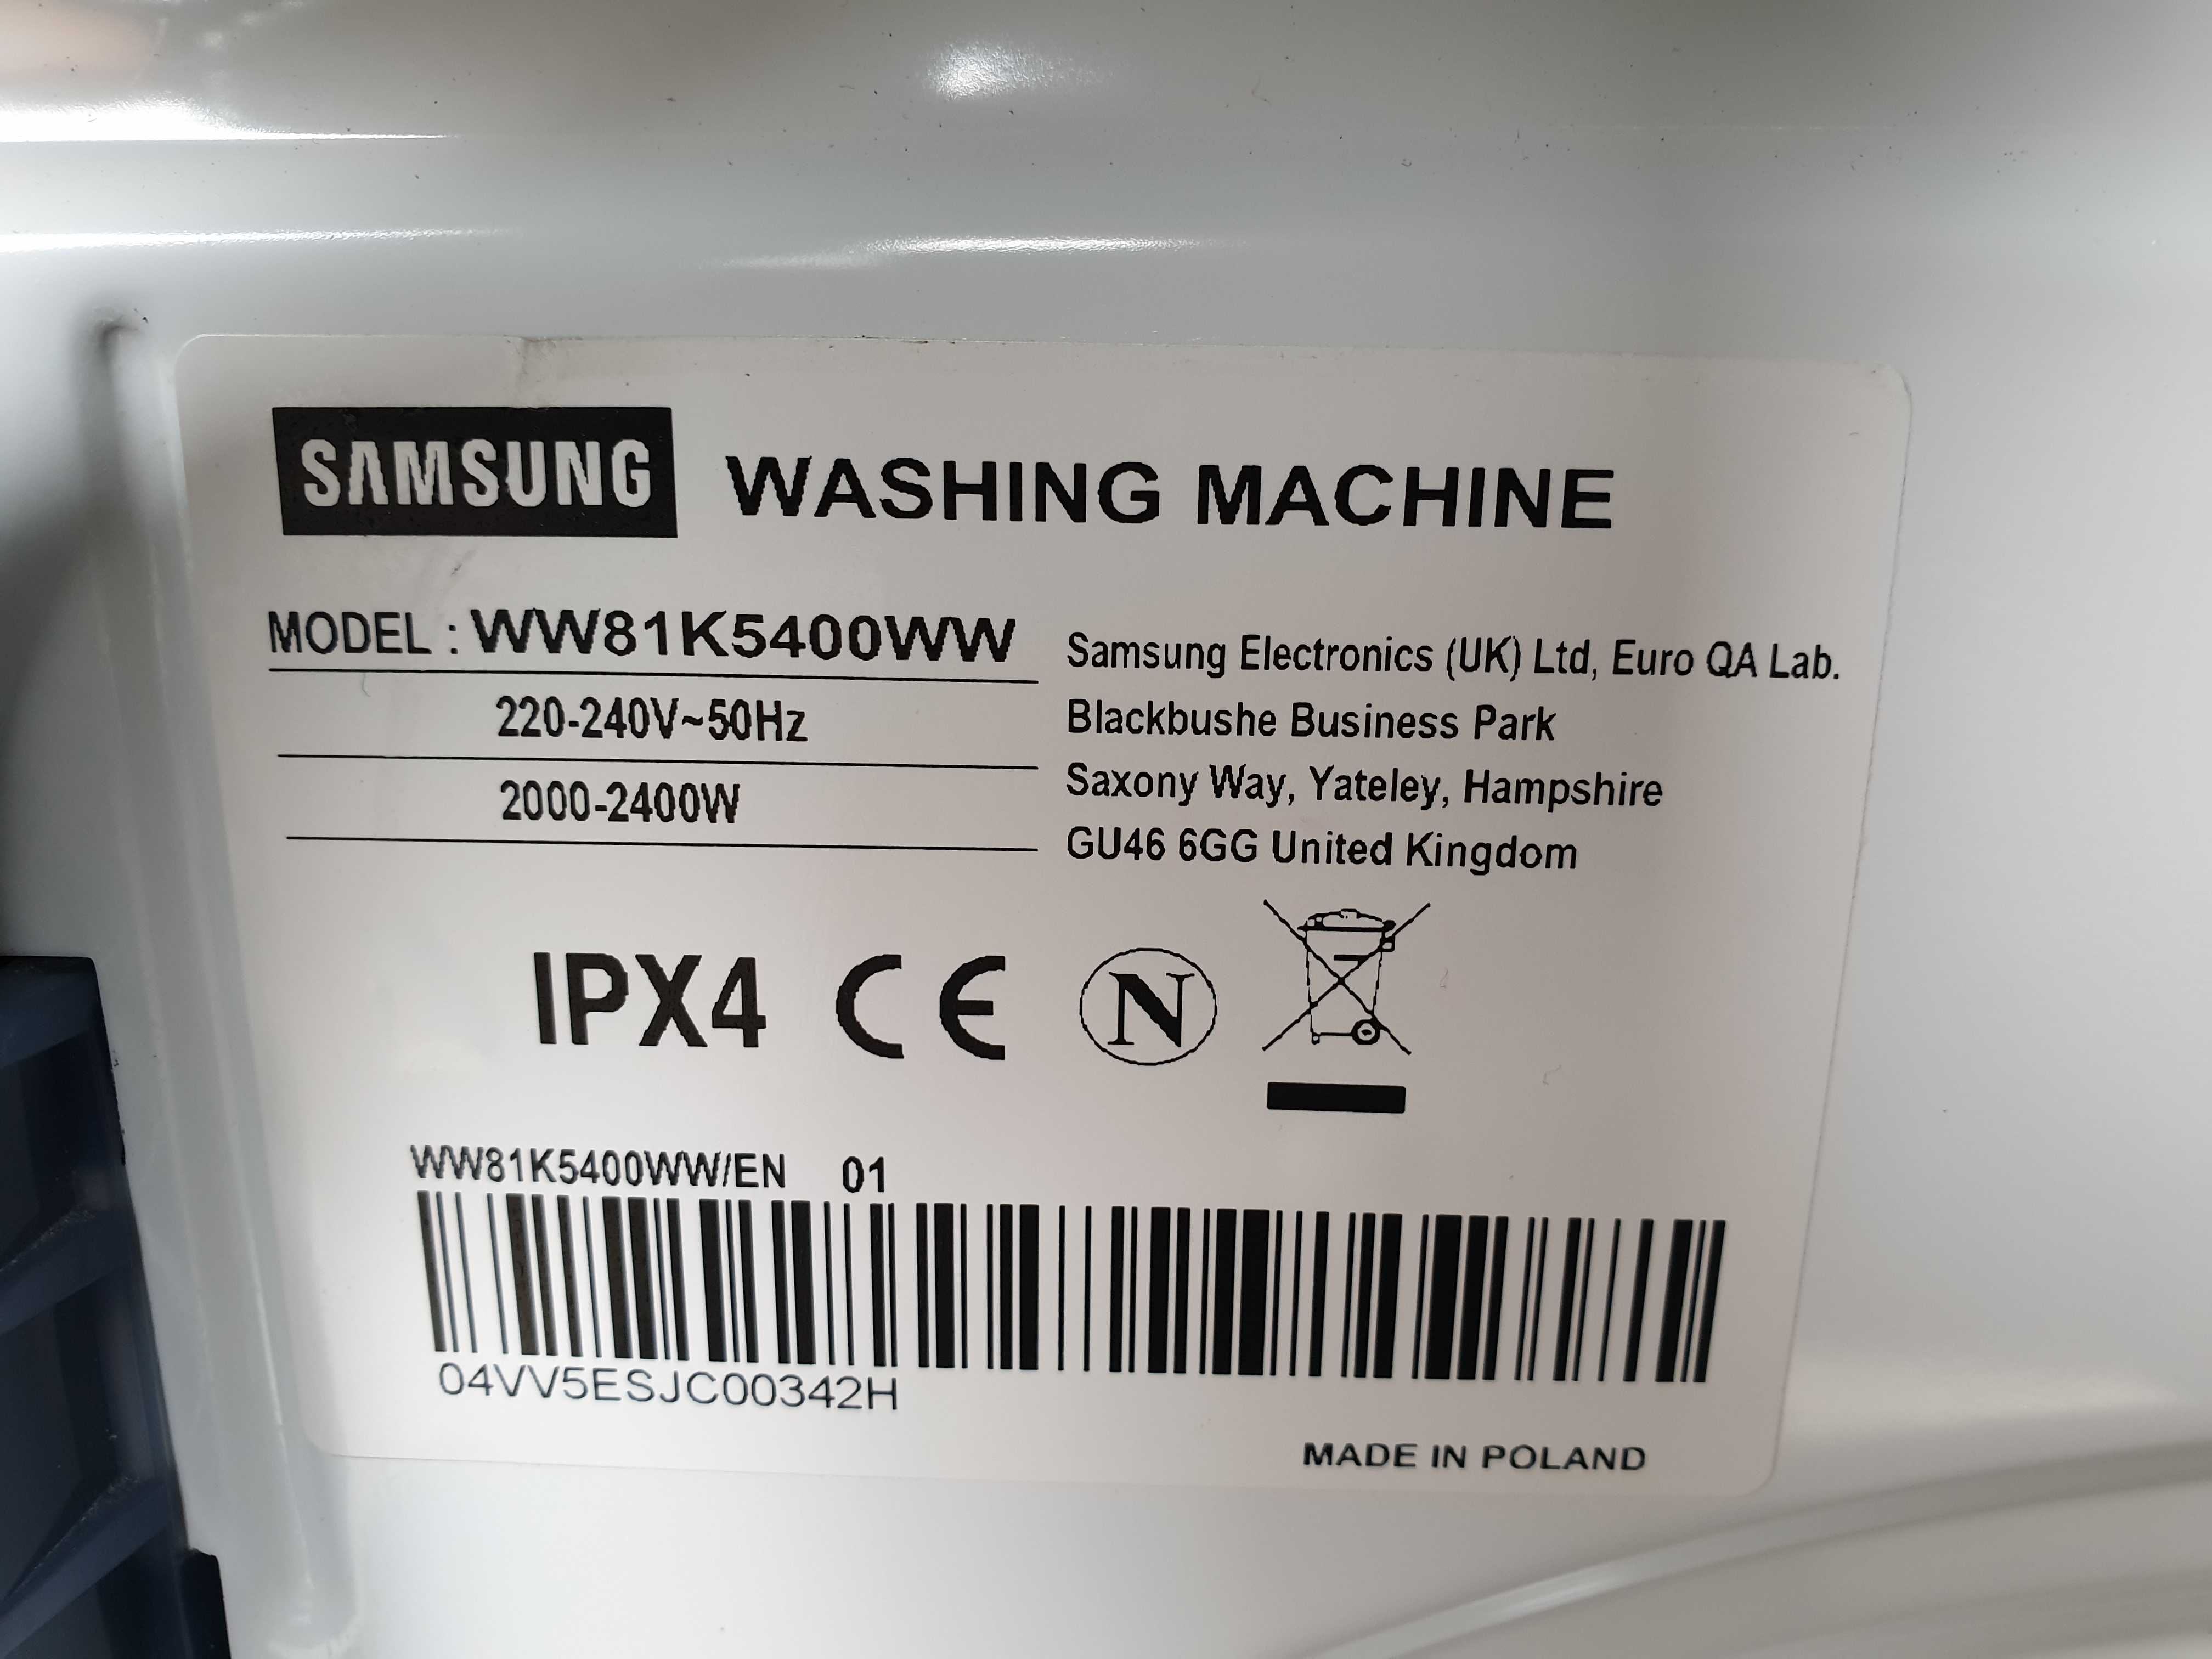 SAMSUNG WASHING MACHINE
MODEL : WW81K5400WW
220-240V~50Hz
2000-2400W
Samsung Electronics (UK) Ltd, Euro QA Lab.
Blackbushe Business Park
Saxony Way, Yateley, Hampshire
GU46 6GG United Kingdom
IPX4 CE N
WW81K5400WW/EN 01
04VV5ESJC00342H
MADE IN POLAND